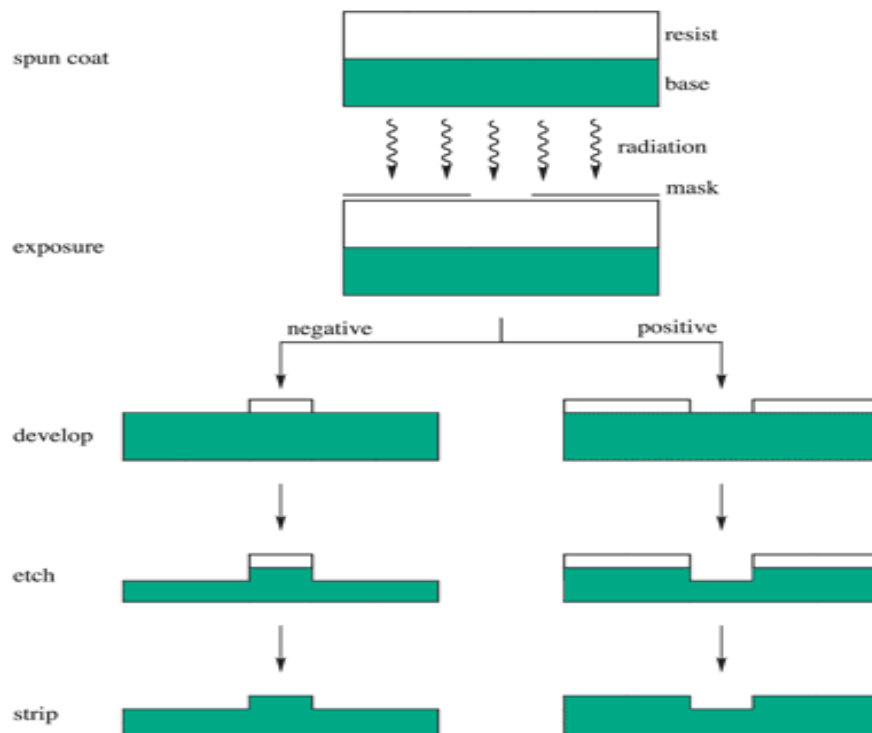 resist
spun coat
base
radiation
mask
exposure
negative
positive
develop
etch
strip